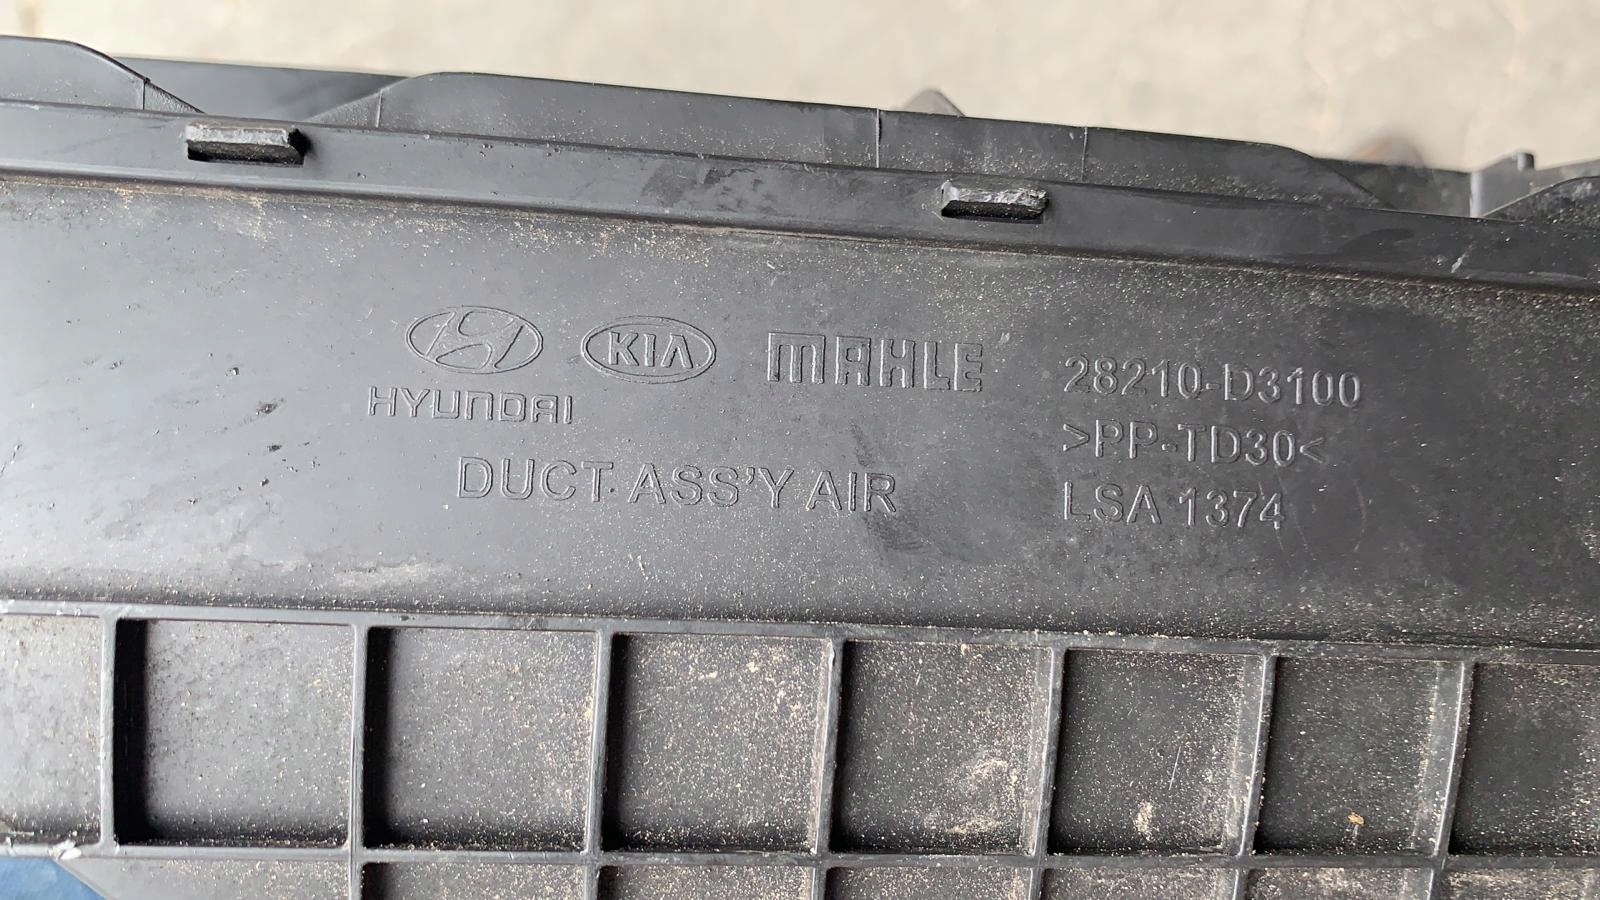 HYUNDAI KIA MAHLE 28210-D3100
>PP-TD30<
DUCT ASS'Y AIR LSA 1374